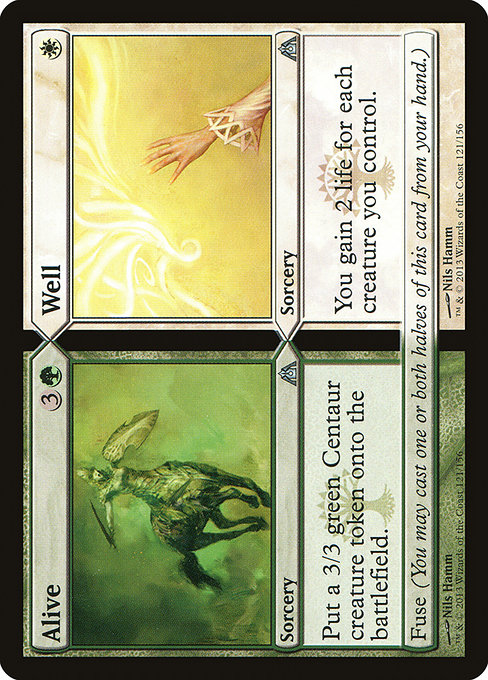 Alive 3
Sorcery
Put a 3/3 green Centaur
creature token onto the
battlefield.
Well
Sorcery
You gain 2 life for each
creature you control.
Fuse (You may cast one or both halves of this card from your hand.)
Nils Hamm
™ & © 2013 Wizards of the Coast 121/156
Nils Hamm
™ & © 2013 Wizards of the Coast 121/156